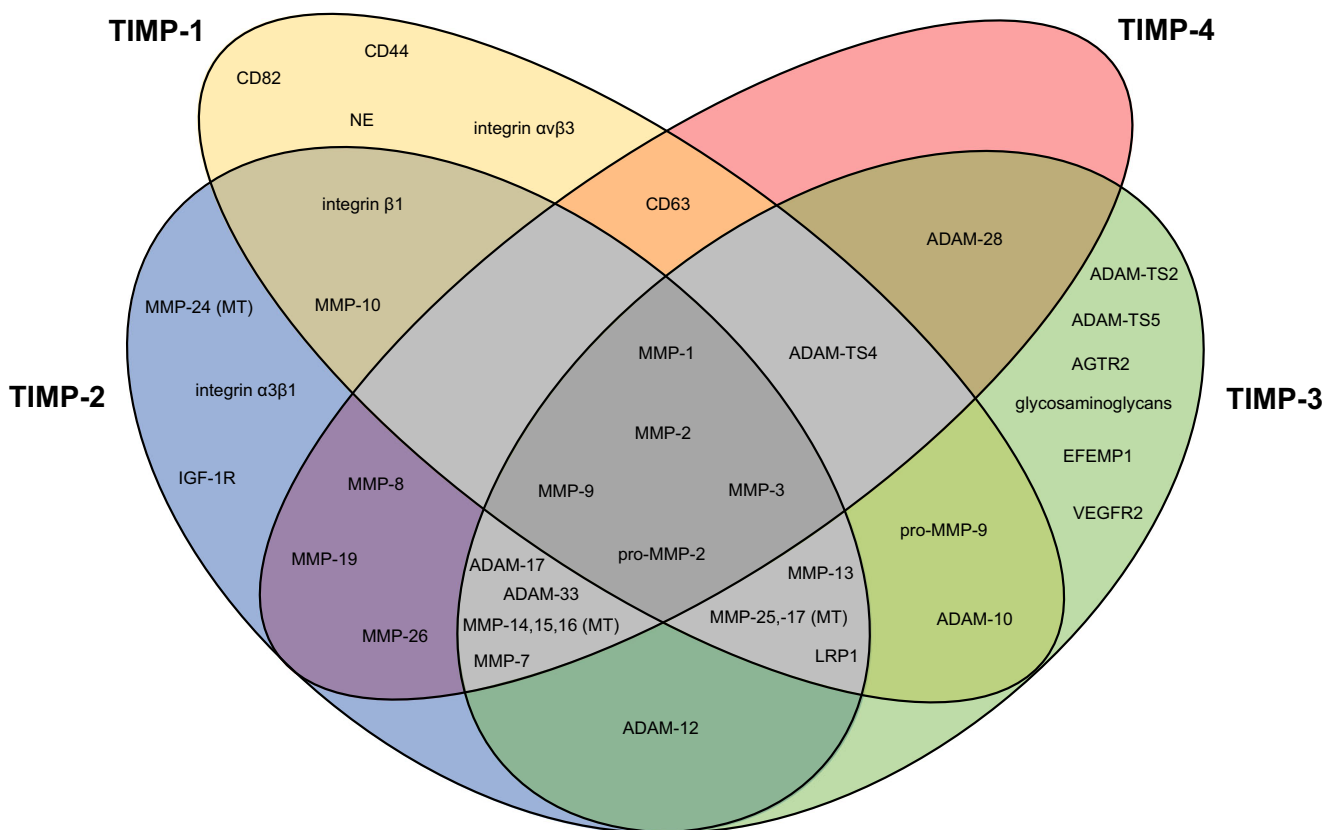 TIMP-1
TIMP-4
CD44
CD82
NE
integrin αvβ3
integrin β1
CD63
ADAM-28
ADAM-TS2
MMP-24 (MT)
MMP-10
ADAM-TS5
MMP-1
ADAM-TS4
AGTR2
TIMP-2
integrin α3β1
glycosaminoglycans
TIMP-3
MMP-2
EFEMP1
IGF-1R
MMP-8
MMP-9
MMP-3
VEGFR2
pro-MMP-9
MMP-19
ADAM-17
pro-MMP-2
MMP-13
ADAM-33
MMP-14,15,16 (MT)
MMP-25,-17 (MT)
ADAM-10
MMP-26
MMP-7
LRP1
ADAM-12